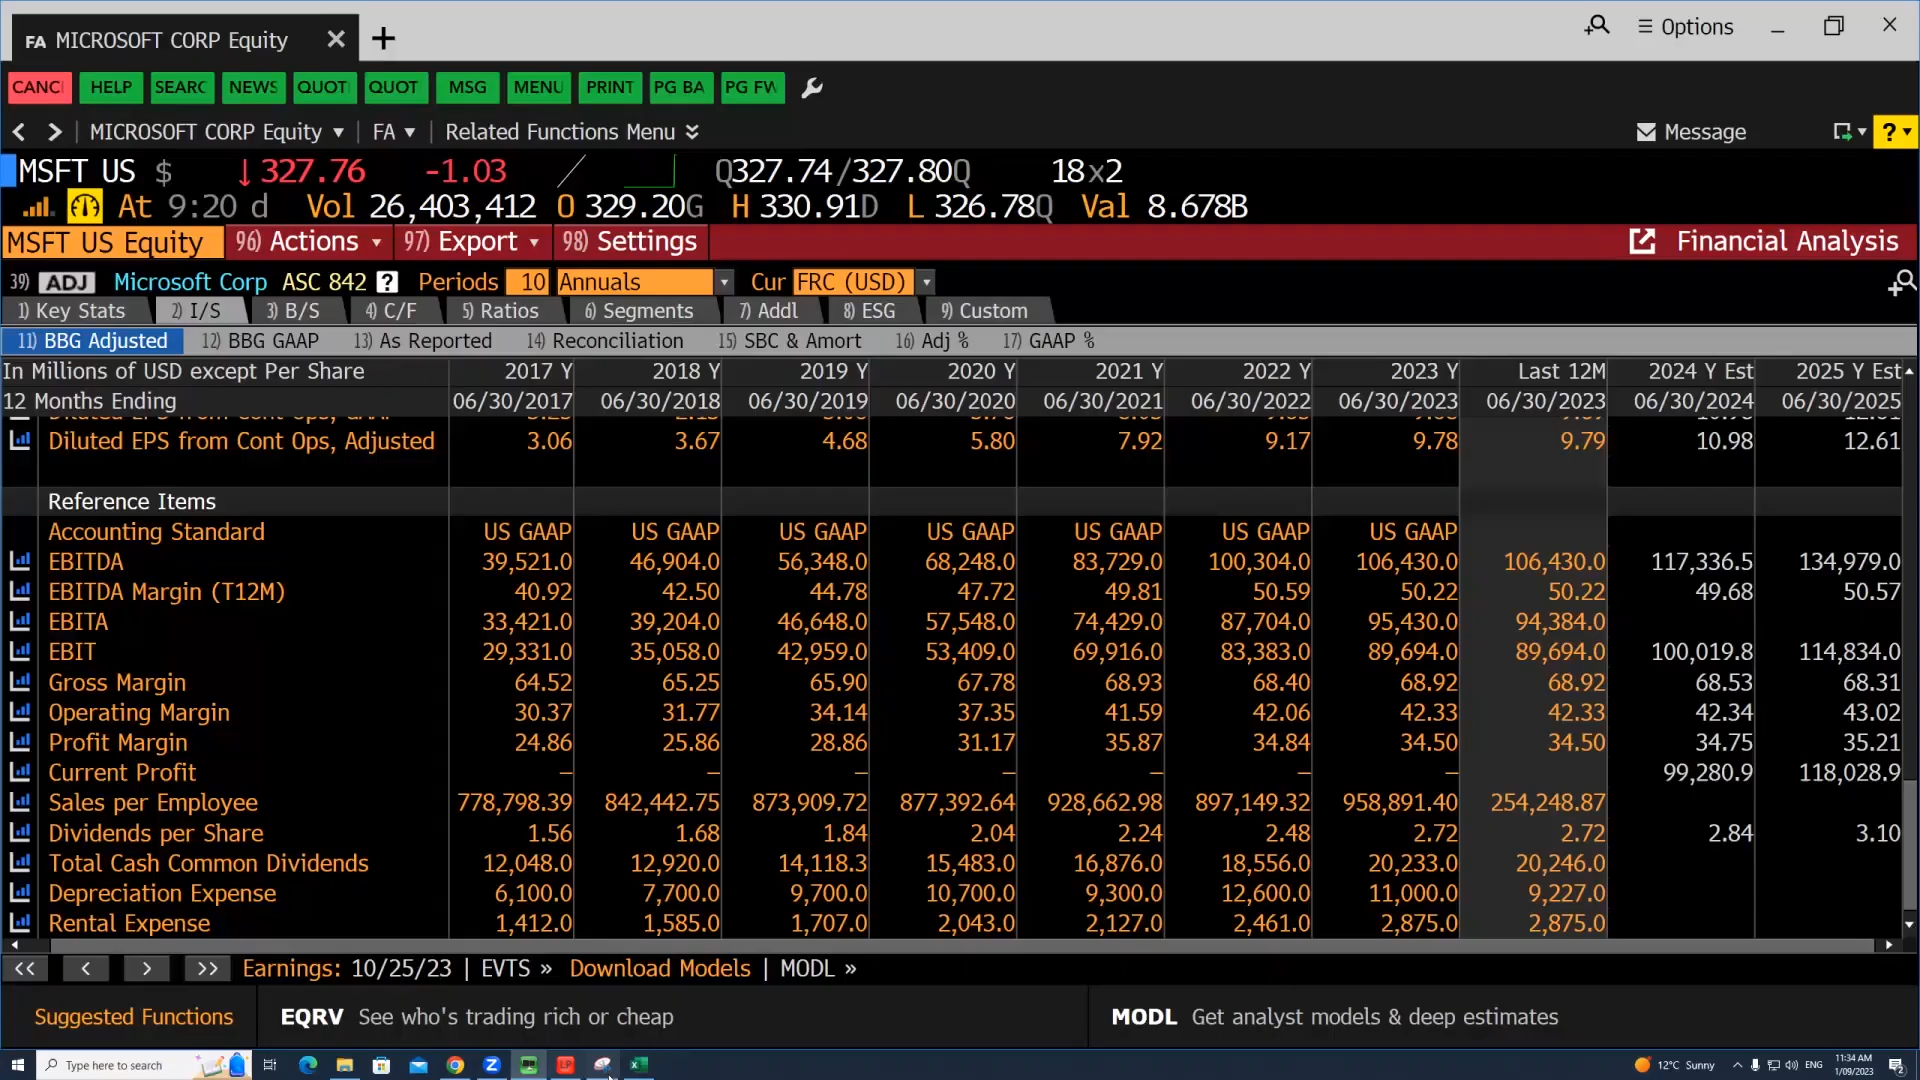 FA MICROSOFT CORP Equity
Options
CANC HELP SEARC NEWS QUOT QUOT MSG MENU PRINT PG BA PG FW
MICROSOFT CORP Equity FA Related Functions Menu Message ?
MSFT US $ ↓327.76 -1.03 Q327.74/327.80Q 18x2
At 9:20 d Vol 26,403,412 O 329.20G H 330.91D L 326.78Q Val 8.678B
MSFT US Equity 96) Actions 97) Export 98) Settings Financial Analysis
39) ADJ Microsoft Corp ASC 842 ? Periods 10 Annuals Cur FRC (USD)
1) Key Stats 2) I/S 3) B/S 4) C/F 5) Ratios 6) Segments 7) Addl 8) ESG 9) Custom
11) BBG Adjusted 12) BBG GAAP 13) As Reported 14) Reconciliation 15) SBC & Amort 16) Adj % 17) GAAP %
In Millions of USD except Per Share 2017 Y 2018 Y 2019 Y 2020 Y 2021 Y 2022 Y 2023 Y Last 12M 2024 Y Est 2025 Y Est
12 Months Ending 06/30/2017 06/30/2018 06/30/2019 06/30/2020 06/30/2021 06/30/2022 06/30/2023 06/30/2023 06/30/2024 06/30/2025
Diluted EPS from Cont Ops, Adjusted 3.06 3.67 4.68 5.80 7.92 9.17 9.78 9.79 10.98 12.61
Reference Items
Accounting Standard US GAAP US GAAP US GAAP US GAAP US GAAP US GAAP US GAAP
EBITDA 39,521.0 46,904.0 56,348.0 68,248.0 83,729.0 100,304.0 106,430.0 106,430.0 117,336.5 134,979.0
EBITDA Margin (T12M) 40.92 42.50 44.78 47.72 49.81 50.59 50.22 50.22 49.68 50.57
EBITA 33,421.0 39,204.0 46,648.0 57,548.0 74,429.0 87,704.0 95,430.0 94,384.0
EBIT 29,331.0 35,058.0 42,959.0 53,409.0 69,916.0 83,383.0 89,694.0 89,694.0 100,019.8 114,834.0
Gross Margin 64.52 65.25 65.90 67.78 68.93 68.40 68.92 68.92 68.53 68.31
Operating Margin 30.37 31.77 34.14 37.35 41.59 42.06 42.33 42.33 42.34 43.02
Profit Margin 24.86 25.86 28.86 31.17 35.87 34.84 34.50 34.50 34.75 35.21
Current Profit – – – – – – – 99,280.9 118,028.9
Sales per Employee 778,798.39 842,442.75 873,909.72 877,392.64 928,662.98 897,149.32 958,891.40 254,248.87
Dividends per Share 1.56 1.68 1.84 2.04 2.24 2.48 2.72 2.72 2.84 3.10
Total Cash Common Dividends 12,048.0 12,920.0 14,118.3 15,483.0 16,876.0 18,556.0 20,233.0 20,246.0
Depreciation Expense 6,100.0 7,700.0 9,700.0 10,700.0 9,300.0 12,600.0 11,000.0 9,227.0
Rental Expense 1,412.0 1,585.0 1,707.0 2,043.0 2,127.0 2,461.0 2,875.0 2,875.0
<< < > >> Earnings: 10/25/23 | EVTS » Download Models | MODL »
Suggested Functions EQRV See who's trading rich or cheap MODL Get analyst models & deep estimates
Type here to search 12°C Sunny ENG 11:34 AM
1/09/2023